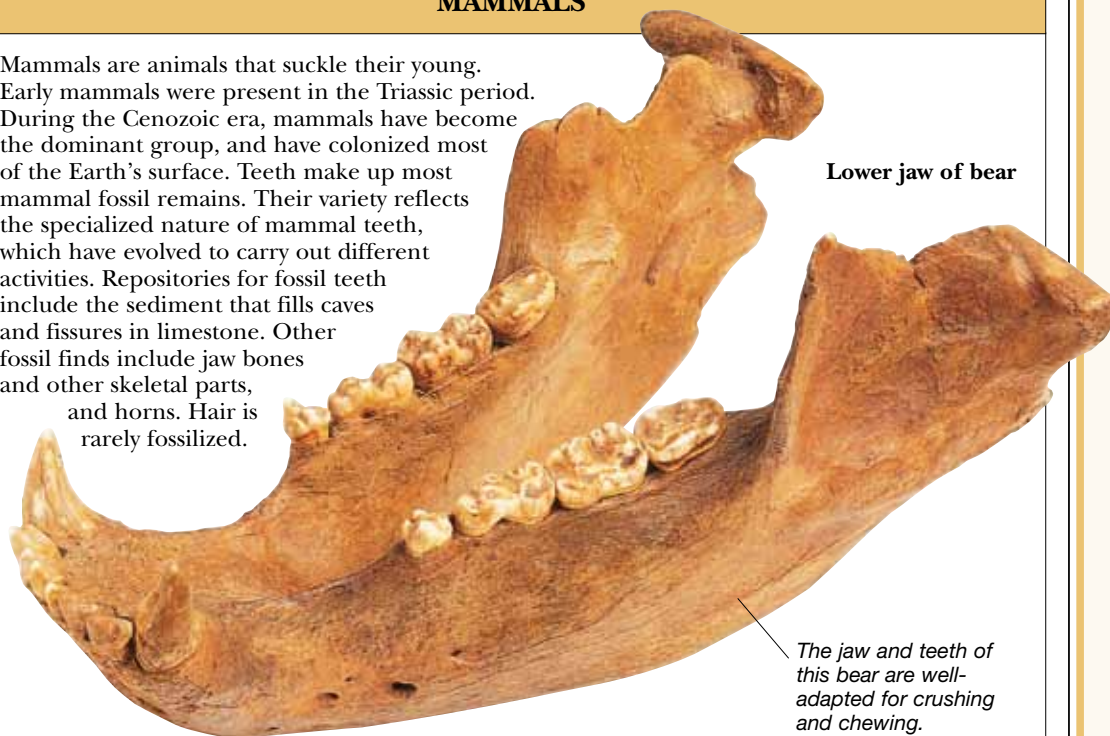 MAMMALS
Mammals are animals that suckle their young.
Early mammals were present in the Triassic period.
During the Cenozoic era, mammals have become
the dominant group, and have colonized most
of the Earth’s surface. Teeth make up most
mammal fossil remains. Their variety reflects
the specialized nature of mammal teeth,
which have evolved to carry out different
activities. Repositories for fossil teeth
include the sediment that fills caves
and fissures in limestone. Other
fossil finds include jaw bones
and other skeletal parts,
and horns. Hair is
rarely fossilized.
Lower jaw of bear
The jaw and teeth of
this bear are well-
adapted for crushing
and chewing.